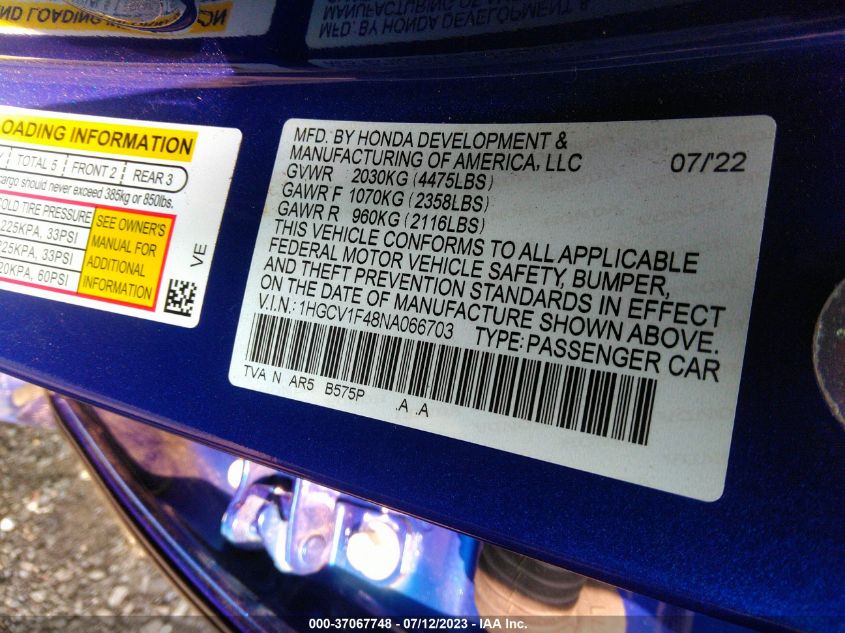 OADING INFORMATION
TOTAL 5 FRONT 2 REAR 3
cargo should never exceed 385kg or 850lbs.
COLD TIRE PRESSURE
225KPA, 33PSI
225KPA, 33PSI
20KPA, 60PSI
SEE OWNER'S
MANUAL FOR
ADDITIONAL
INFORMATION
VE
MFD. BY HONDA DEVELOPMENT &
MANUFACTURING OF AMERICA, LLC 07/'22
GVWR 2030KG (4475LBS)
GAWR F 1070KG (2358LBS)
GAWR R 960KG (2116LBS)
THIS VEHICLE CONFORMS TO ALL APPLICABLE
FEDERAL MOTOR VEHICLE SAFETY, BUMPER,
AND THEFT PREVENTION STANDARDS IN EFFECT
ON THE DATE OF MANUFACTURE SHOWN ABOVE.
V.I.N.: 1HGCV1F48NA066703 TYPE: PASSENGER CAR
TVA N AR5 B575P .A .A
000-37067748 - 07/12/2023 - IAA Inc.